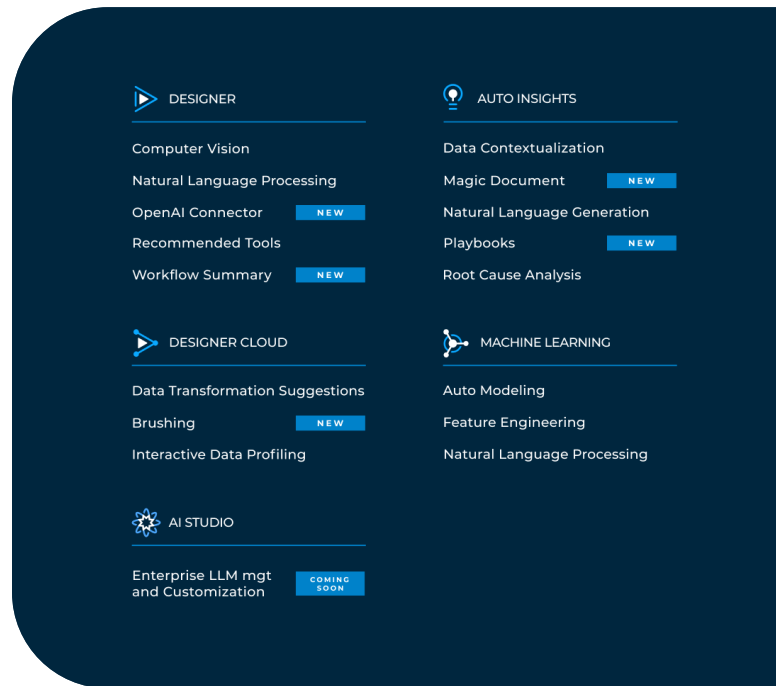 DESIGNER
Computer Vision
Natural Language Processing
OpenAI Connector NEW
Recommended Tools
Workflow Summary NEW
AUTO INSIGHTS
Data Contextualization
Magic Document NEW
Natural Language Generation
Playbooks NEW
Root Cause Analysis
DESIGNER CLOUD
Data Transformation Suggestions
Brushing NEW
Interactive Data Profiling
MACHINE LEARNING
Auto Modeling
Feature Engineering
Natural Language Processing
AI STUDIO
Enterprise LLM mgt
and Customization
COMING
SOON